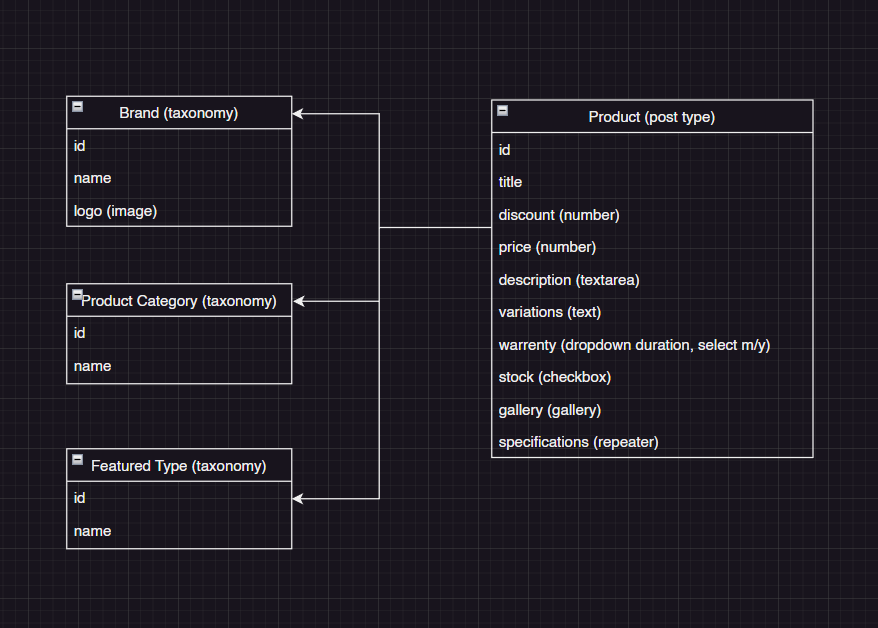 Brand (taxonomy)
id
name
logo (image)
Product Category (taxonomy)
id
name
Featured Type (taxonomy)
id
name
Product (post type)
id
title
discount (number)
price (number)
description (textarea)
variations (text)
warrenty (dropdown duration, select m/y)
stock (checkbox)
gallery (gallery)
specifications (repeater)